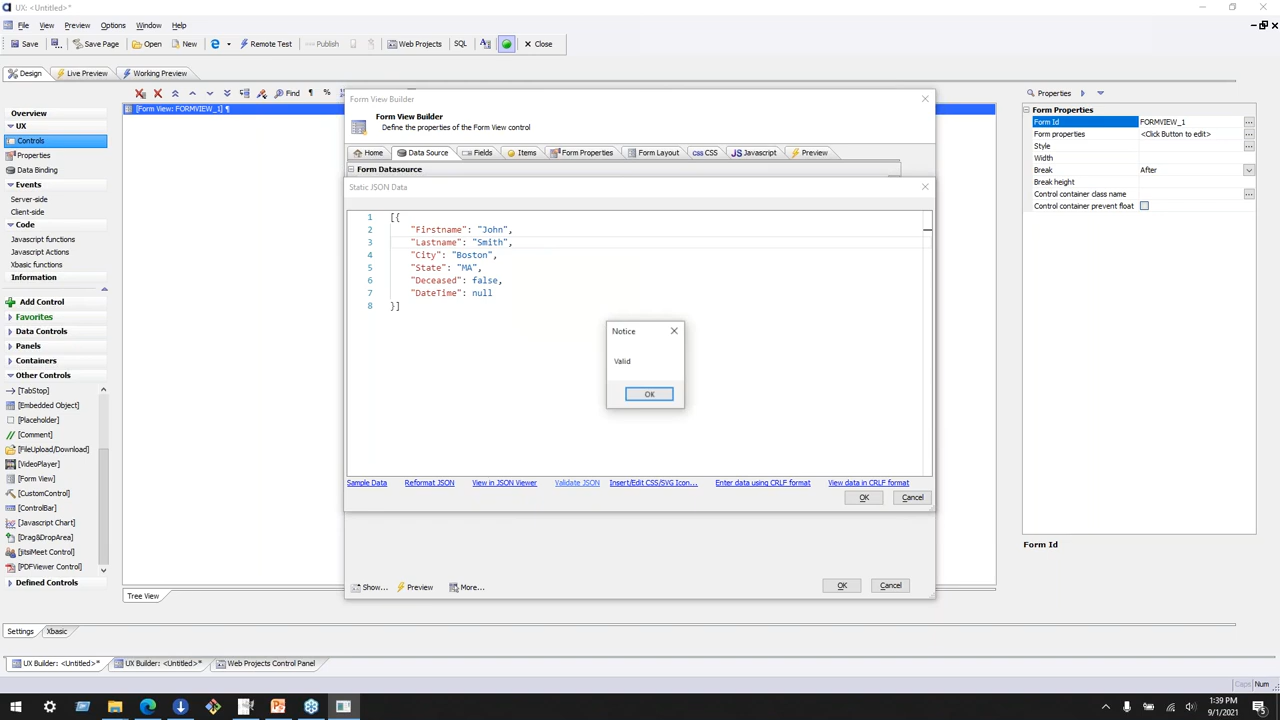 UX: <Untitled>*
File View Preview Options Window Help
Save Save Page Open New Remote Test Publish Web Projects SQL Close
Design Live Preview Working Preview
Find ¶ % Properties
Overview
UX
Controls
Properties
Data Binding
Events
Server-side
Client-side
Code
Javascript functions
Javascript Actions
Xbasic functions
Information
Add Control
Favorites
Data Controls
Panels
Containers
Other Controls
[TabStop]
[Embedded Object]
[Placeholder]
[Comment]
[FileUpload/Download]
[VideoPlayer]
[Form View]
[CustomControl]
[ControlBar]
[Javascript Chart]
[Drag&DropArea]
[JitsiMeet Control]
[PDFViewer Control]
Defined Controls
[Form View: FORMVIEW_1] ¶
Tree View
Form View Builder
Form View Builder
Define the properties of the Form View control
Home Data Source Fields Items Form Properties Form Layout CSS Javascript Preview
Form Datasource
Static JSON Data
1 [{
2 "Firstname": "John",
3 "Lastname": "Smith",
4 "City": "Boston",
5 "State": "MA",
6 "Deceased": false,
7 "DateTime": null
8 }]
Notice
Valid
OK
Sample Data Reformat JSON View in JSON Viewer Validate JSON Insert/Edit CSS/SVG Icon... Enter data using CRLF format View data in CRLF format
OK Cancel
Show... Preview More... OK Cancel
Form Properties
Form Id FORMVIEW_1
Form properties <Click Button to edit>
Style
Width
Break After
Break height
Control container class name
Control container prevent float
Form Id
Settings Xbasic
UX Builder: <Untitled>* UX Builder: <Untitled>* Web Projects Control Panel
Caps Num
1:39 PM
9/1/2021
5